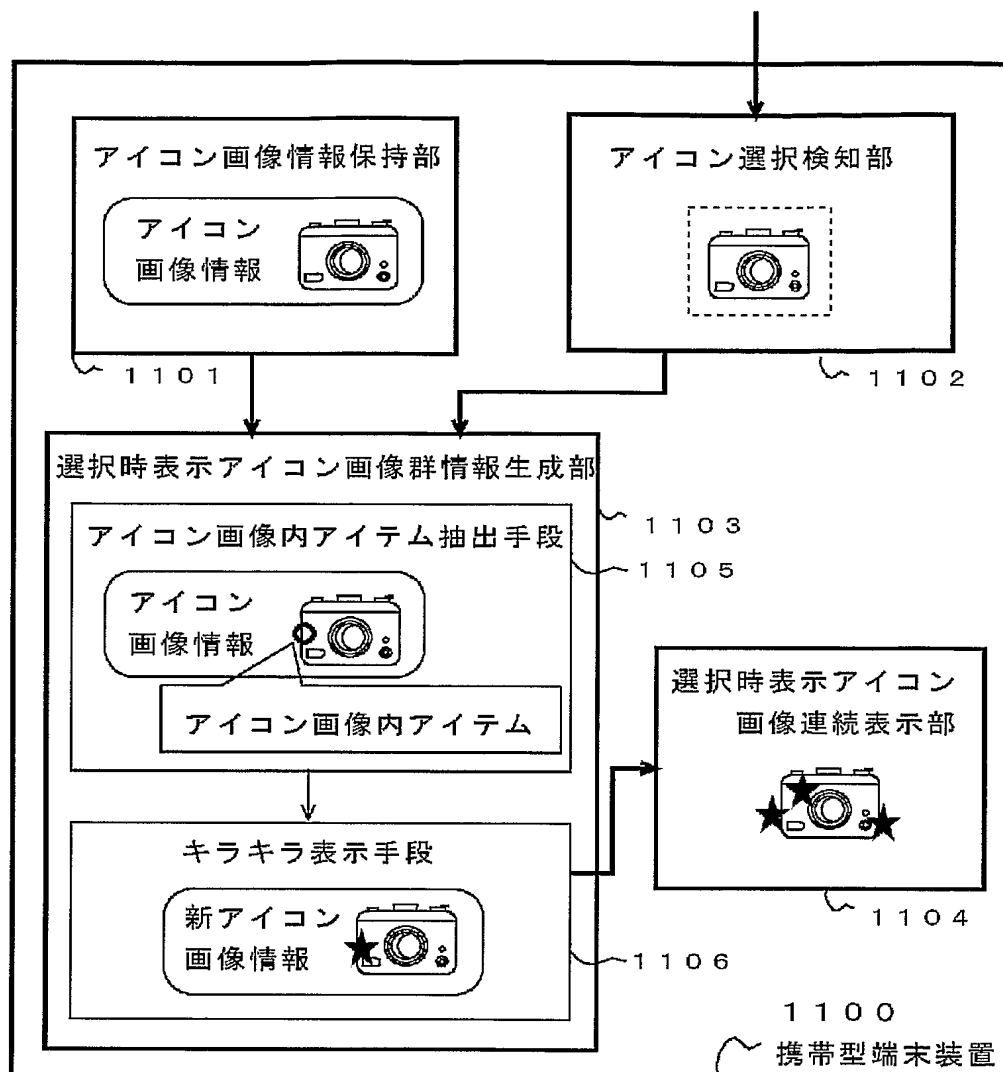 アイコン画像情報保持部
アイコン
画像情報
1101
アイコン選択検知部
1102
選択時表示アイコン画像群情報生成部
1103
アイコン画像内アイテム抽出手段
1105
アイコン
画像情報
アイコン画像内アイテム
キラキラ表示手段
新アイコン
画像情報
1106
選択時表示アイコン
画像連続表示部
1104
1100
携帯型端末装置